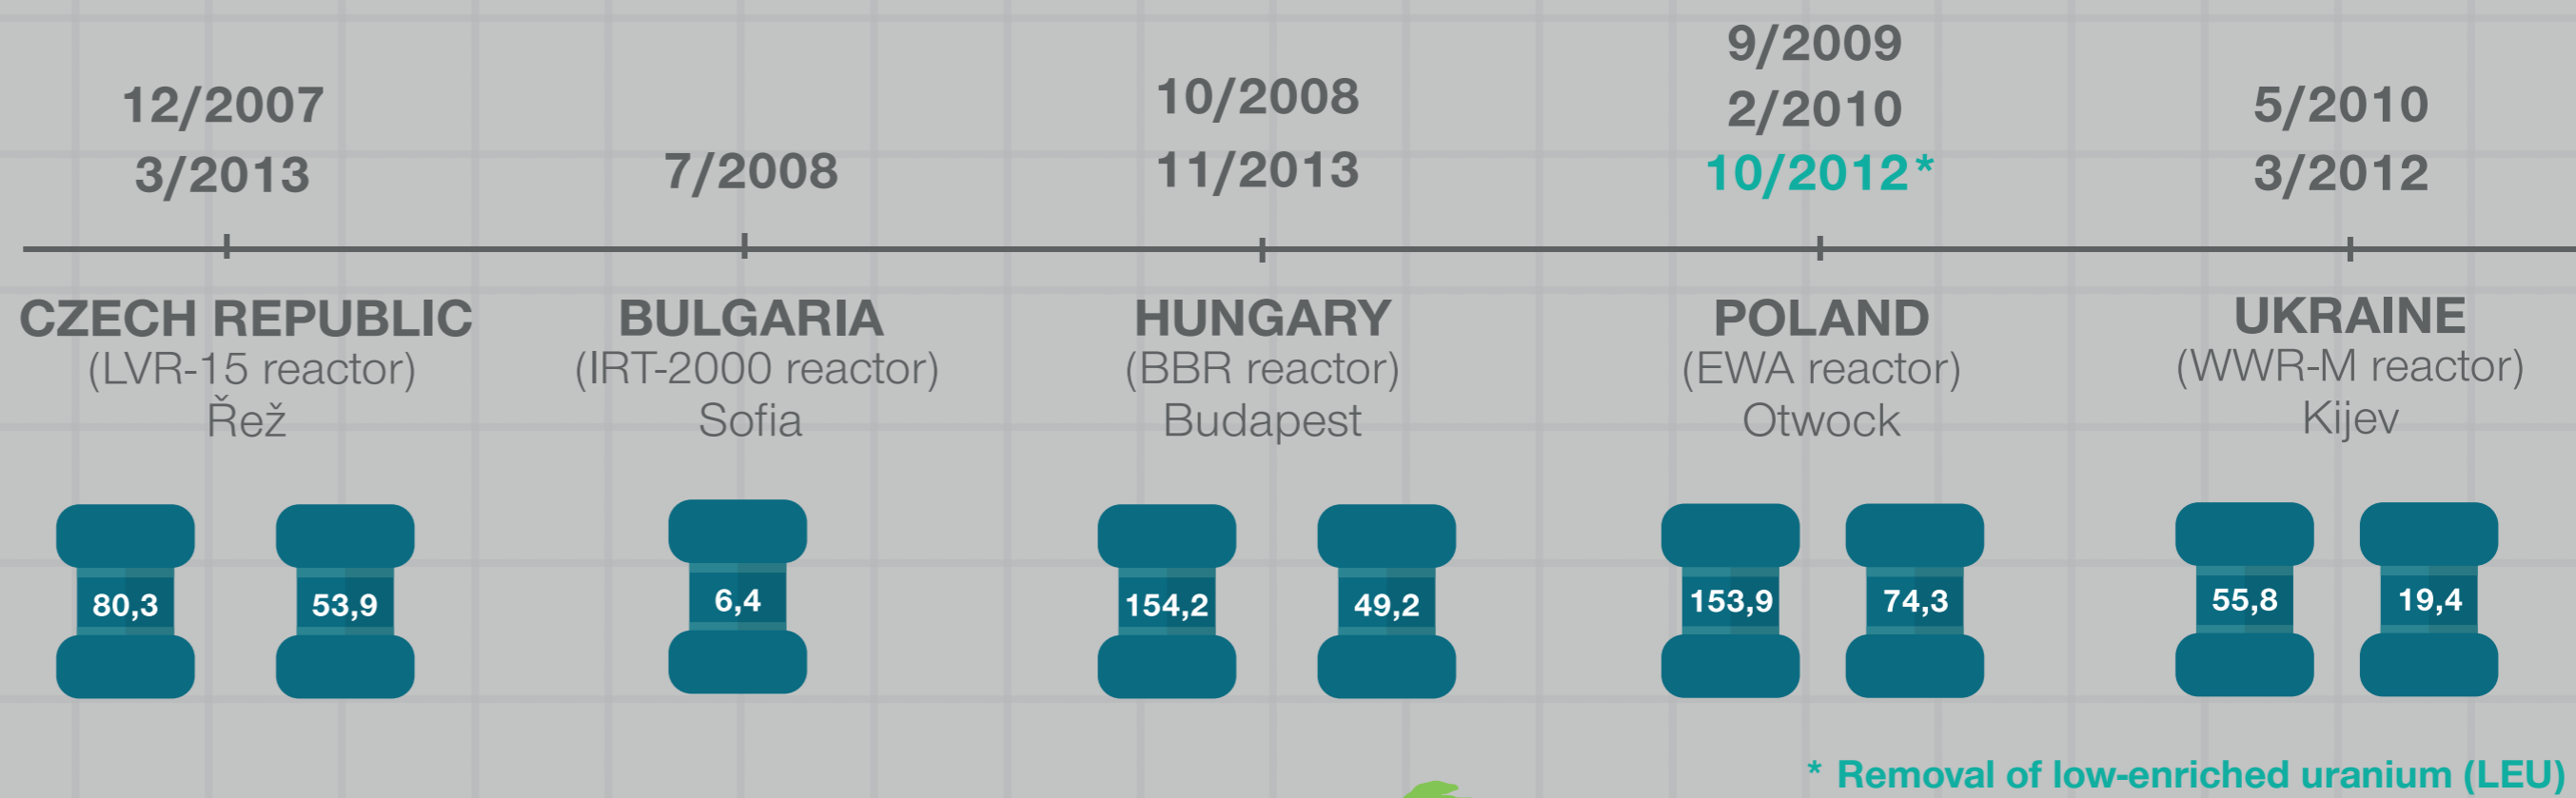 12/2007
3/2013
7/2008
10/2008
11/2013
9/2009
2/2010
10/2012*
5/2010
3/2012
CZECH REPUBLIC
(LVR-15 reactor)
Řež
BULGARIA
(IRT-2000 reactor)
Sofia
HUNGARY
(BBR reactor)
Budapest
POLAND
(EWA reactor)
Otwock
UKRAINE
(WWR-M reactor)
Kijev
80,3
53,9
6,4
154,2
49,2
153,9
74,3
55,8
19,4
* Removal of low-enriched uranium (LEU)